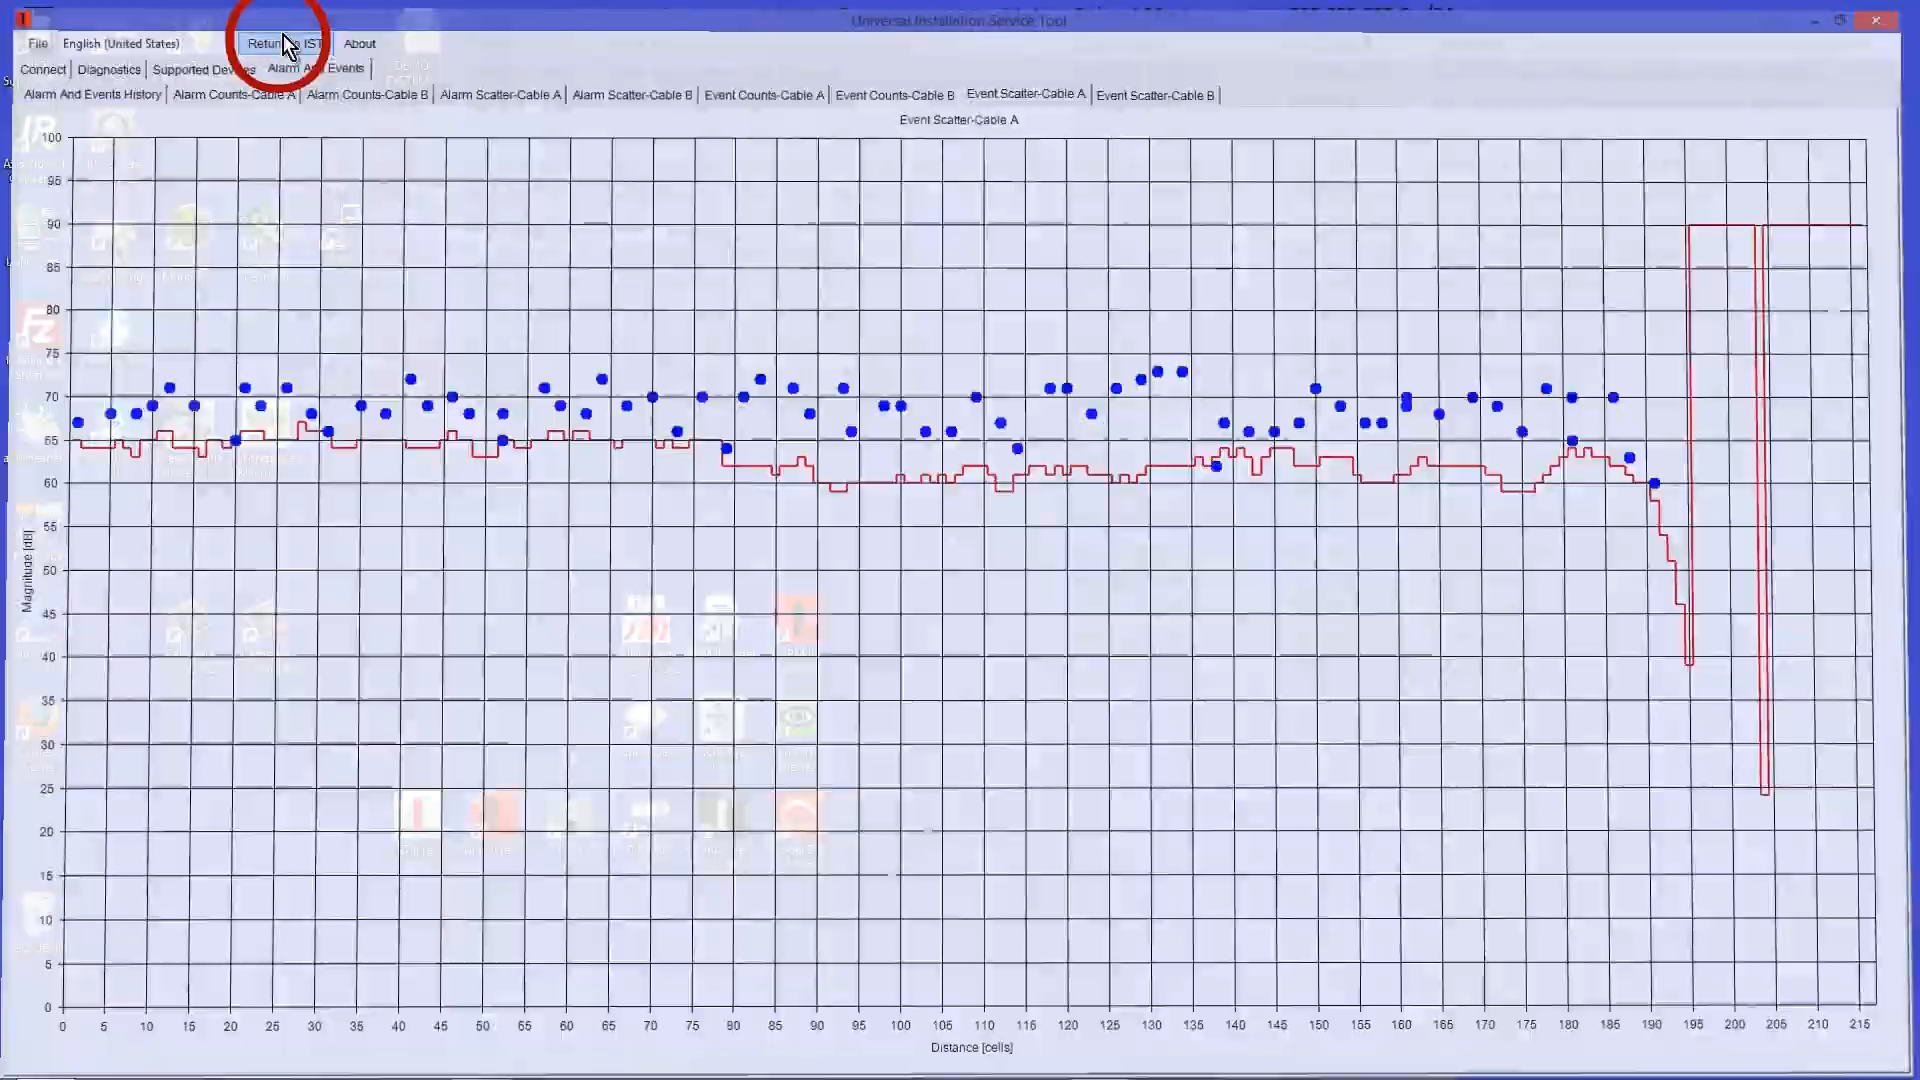 Universal Installation Service Tool
File English (United States) Return IST About
Connect Diagnostics Supported Devices Alarm And Events
Alarm And Events History Alarm Counts-Cable A Alarm Counts-Cable B Alarm Scatter-Cable A Alarm Scatter-Cable B Event Counts-Cable A Event Counts-Cable B Event Scatter-Cable A Event Scatter-Cable B
Event Scatter-Cable A
100
95
90
85
80
75
70
65
60
55
50
45
40
35
30
25
20
15
10
5
0
Magnitude [dB]
0 5 10 15 20 25 30 35 40 45 50 55 60 65 70 75 80 85 90 95 100 105 110 115 120 125 130 135 140 145 150 155 160 165 170 175 180 185 190 195 200 205 210 215
Distance [cells]